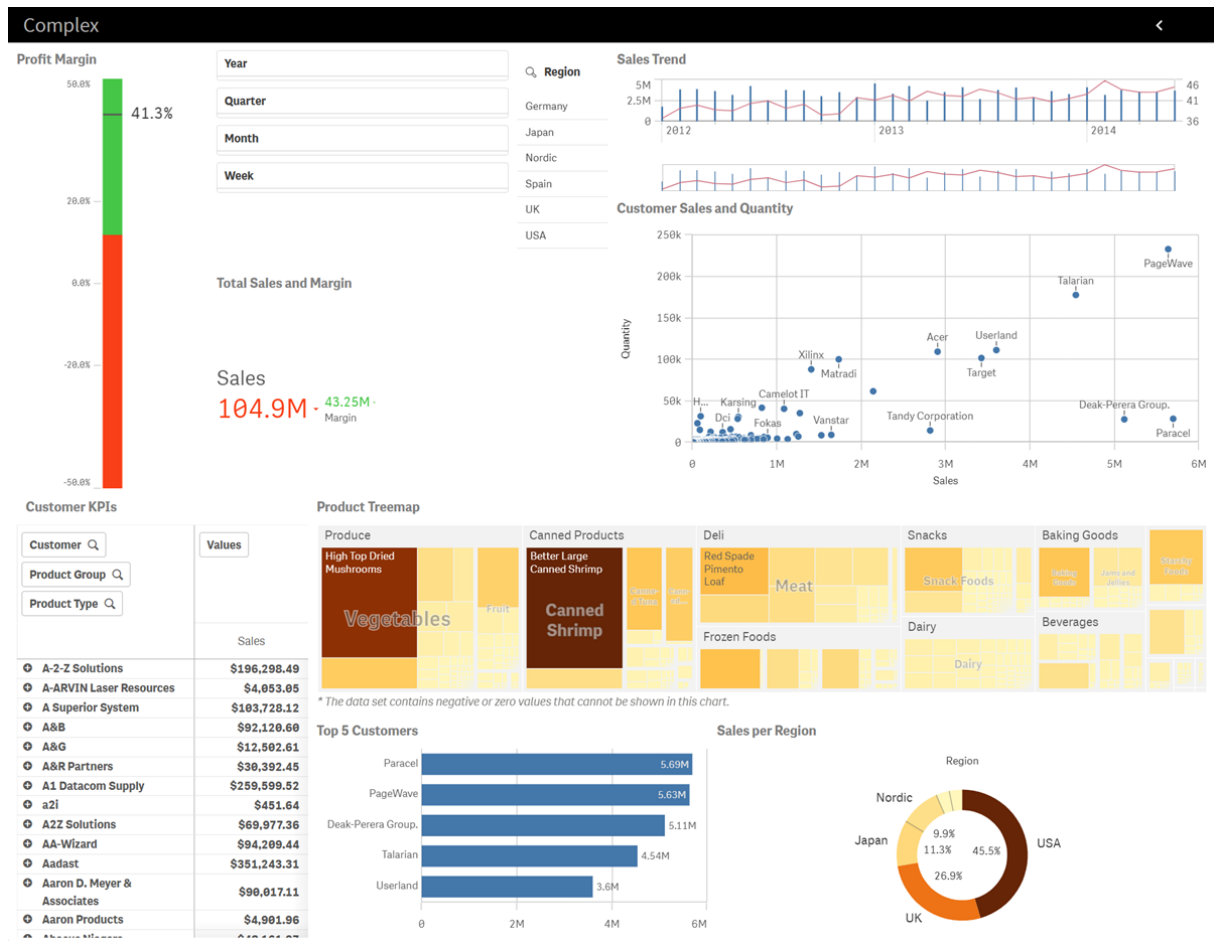 Complex
Profit Margin
50.0%
41.3%
20.0%
0.0%
-20.0%
-50.0%
Year
Quarter
Month
Week
Region
Germany
Japan
Nordic
Spain
UK
USA
Total Sales and Margin
Sales
104.9M
43.25M
Margin
Sales Trend
5M
2.5M
0
46
41
36
2012
2013
2014
Customer Sales and Quantity
Quantity
250k
200k
150k
100k
50k
0
PageWave
Talarian
Acer
Userland
Xilinx
Matradi
Target
H...
Karsing
Camelot IT
Deak-Perera Group.
Dci
Fokas
Vanstar
Tandy Corporation
Paracel
0
1M
2M
3M
4M
5M
6M
Sales
Customer KPIs
Customer
Product Group
Product Type
Values
Sales
A-2-Z Solutions $196,298.49
A-ARVIN Laser Resources $4,053.05
A Superior System $103,728.12
A&B $92,120.60
A&G $12,502.61
A&R Partners $30,392.45
A1 Datacom Supply $259,599.52
a2i $451.64
A2Z Solutions $69,977.36
AA-Wizard $94,209.44
Aadast $351,243.31
Aaron D. Meyer &
Associates $90,017.11
Aaron Products $4,901.96
Product Treemap
Produce
High Top Dried
Mushrooms
Vegetables
Fruit
Canned Products
Better Large
Canned Shrimp
Canned
Shrimp
Deli
Red Spade
Pimento
Loaf
Meat
Frozen Foods
Snacks
Snack Foods
Dairy
Dairy
Baking Goods
Baking
Goods
Jams and
Jellies
Beverages
Starchy
Foods
* The data set contains negative or zero values that cannot be shown in this chart.
Top 5 Customers
Paracel 5.69M
PageWave 5.63M
Deak-Perera Group. 5.11M
Talarian 4.54M
Userland 3.6M
0
2M
4M
6M
Sales per Region
Region
Nordic
Japan
UK
USA
9.9%
11.3%
45.5%
26.9%